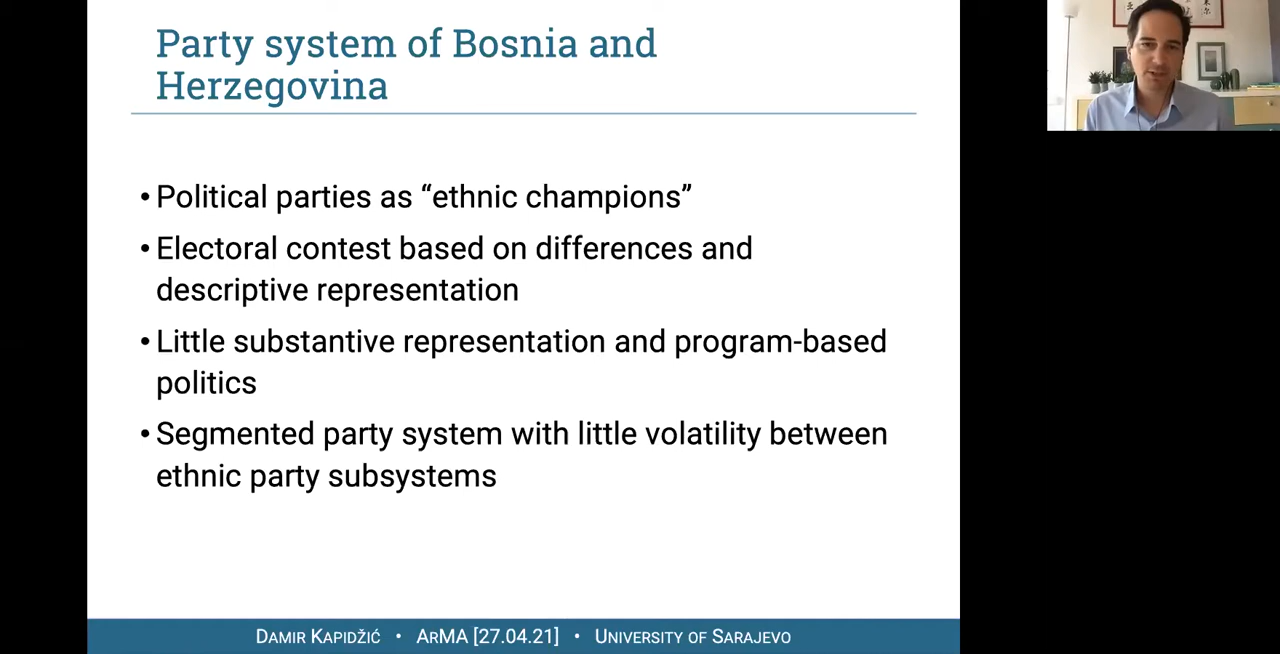 Party system of Bosnia and
Herzegovina
• Political parties as “ethnic champions”
• Electoral contest based on differences and
descriptive representation
• Little substantive representation and program-based
politics
• Segmented party system with little volatility between
ethnic party subsystems
DAMIR KAPIDŽIĆ • ARMA [27.04.21] • UNIVERSITY OF SARAJEVO